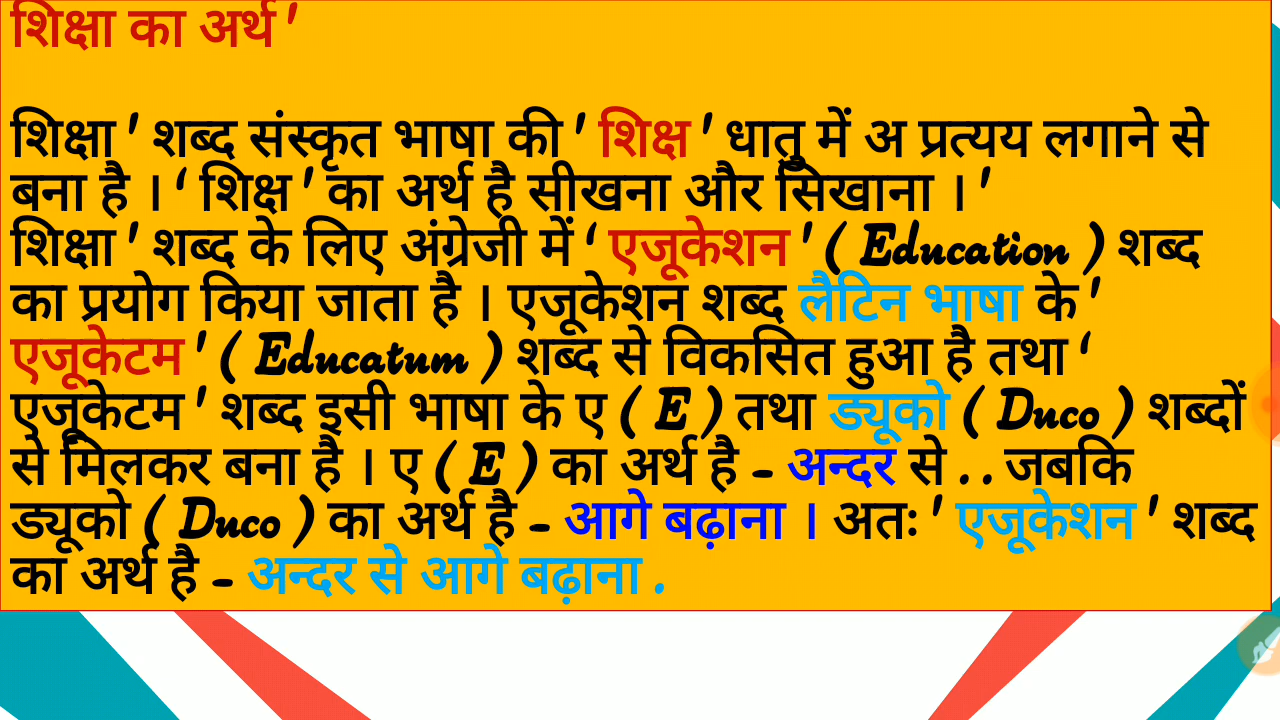 शिक्षा का अर्थ '
शिक्षा ' शब्द संस्कृत भाषा की ' शिक्ष ' धातु में अ प्रत्यय लगाने से
बना है । ‘ शिक्ष ' का अर्थ है सीखना और सिखाना । '
शिक्षा ' शब्द के लिए अंग्रेजी में ‘ एजूकेशन ' ( Education ) शब्द
का प्रयोग किया जाता है । एजूकेशन शब्द लैटिन भाषा के '
एजूकेटम ' ( Educatum ) शब्द से विकसित हुआ है तथा ‘
एजूकेटम ' शब्द इसी भाषा के ए ( E ) तथा ड्यूको ( Duco ) शब्दों
से मिलकर बना है । ए ( E ) का अर्थ है - अन्दर से . . जबकि
ड्यूको ( Duco ) का अर्थ है - आगे बढ़ाना । अतः ' एजूकेशन ' शब्द
का अर्थ है - अन्दर से आगे बढ़ाना .